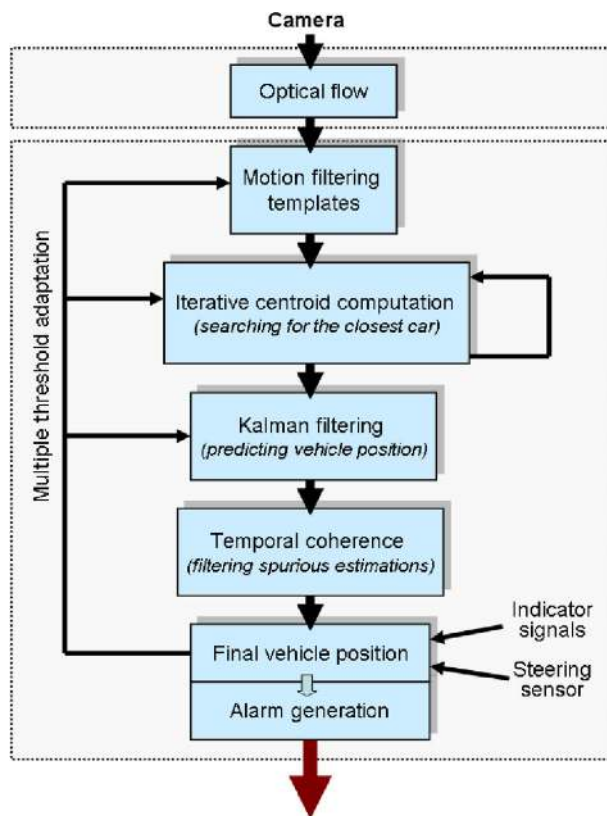 Camera
Optical flow
Motion filtering
templates
Iterative centroid computation
(searching for the closest car)
Kalman filtering
(predicting vehicle position)
Multiple threshold adaptation
Temporal coherence
(filtering spurious estimations)
Indicator
signals
Final vehicle position
Steering
sensor
Alarm generation